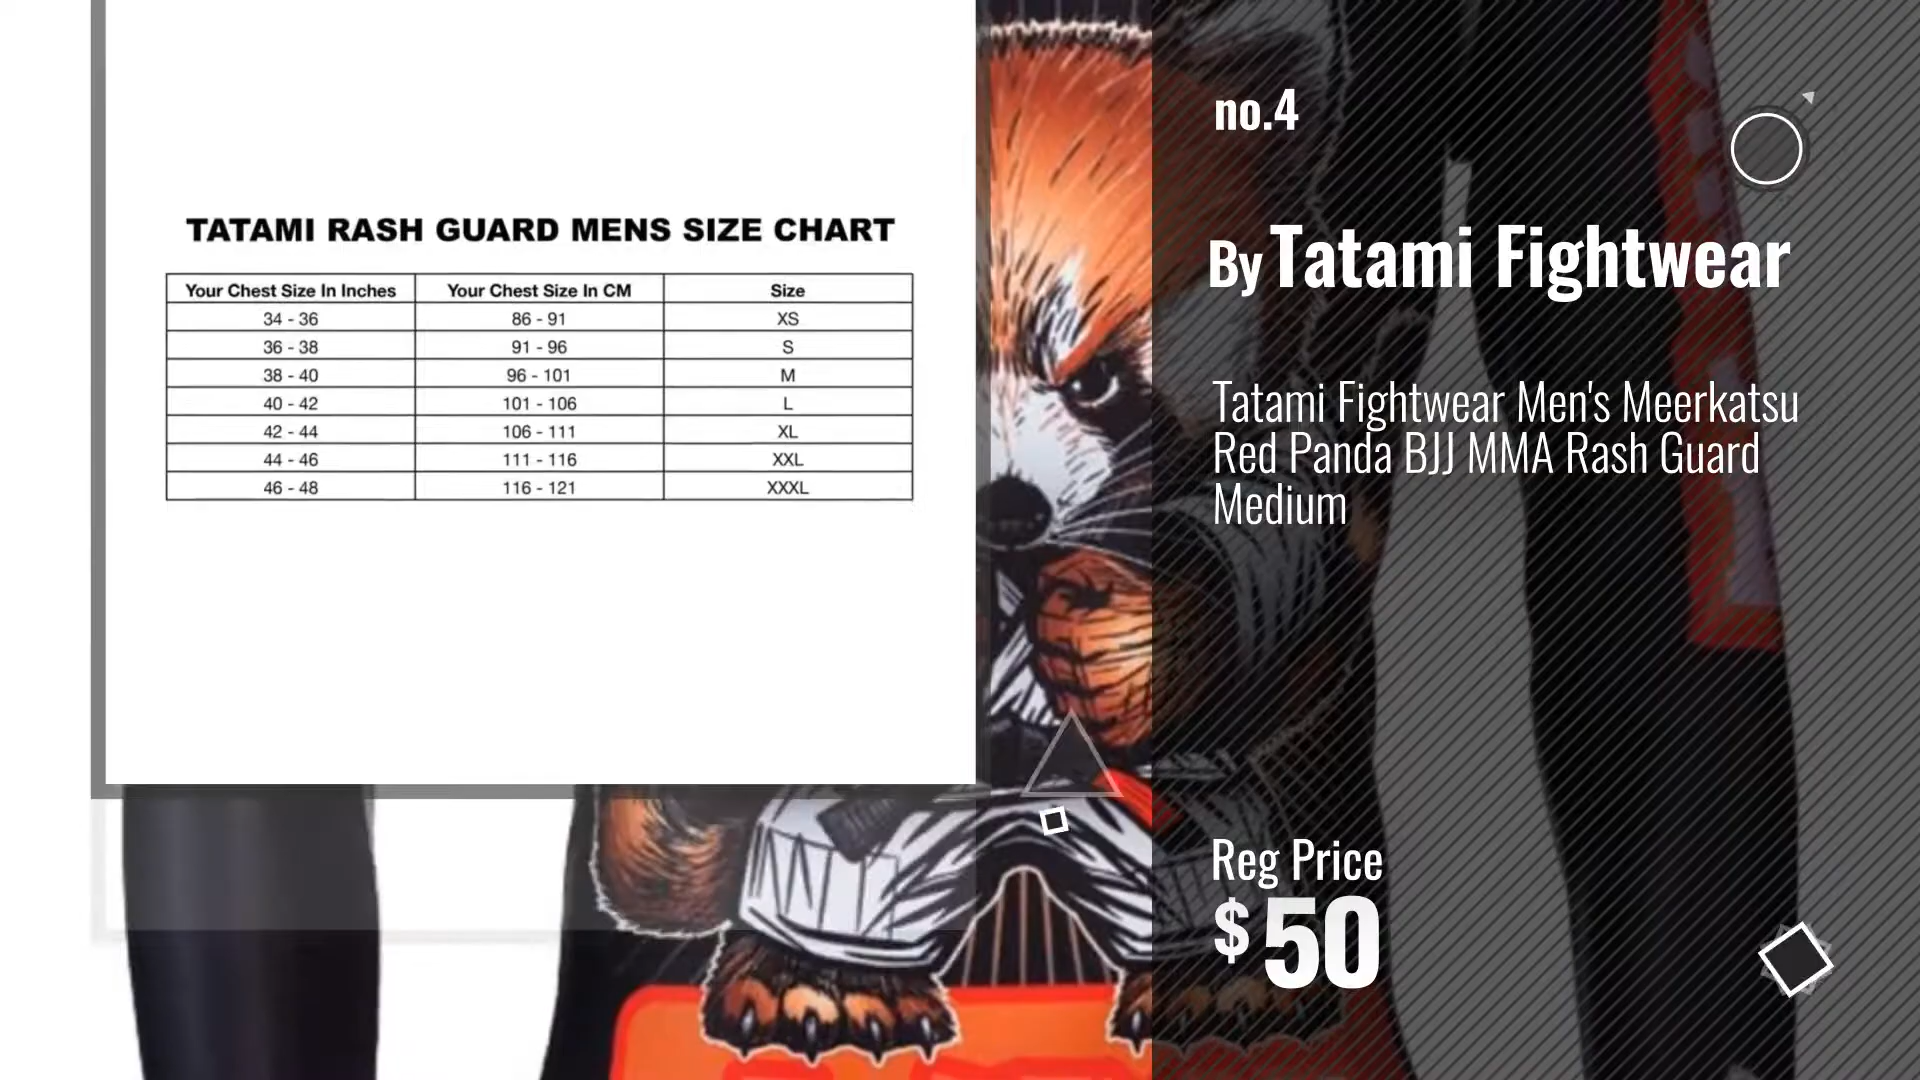 TATAMI RASH GUARD MENS SIZE CHART
Your Chest Size In Inches Your Chest Size In CM Size
34 - 36 86 - 91 XS
36 - 38 91 - 96 S
38 - 40 96 - 101 M
40 - 42 101 - 106 L
42 - 44 106 - 111 XL
44 - 46 111 - 116 XXL
46 - 48 116 - 121 XXXL
no.4
By Tatami Fightwear
Tatami Fightwear Men's Meerkatsu
Red Panda BJJ MMA Rash Guard
Medium
Reg Price
$50